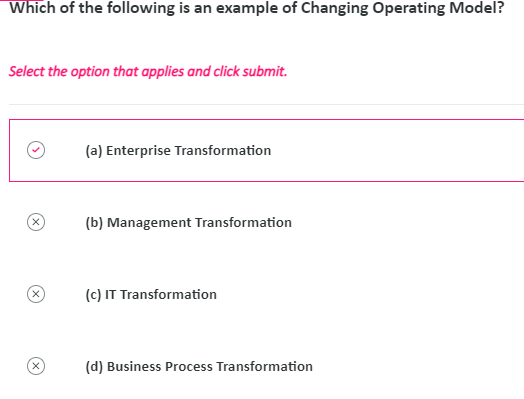 Which of the following is an example of Changing Operating Model?
Select the option that applies and click submit.
(a) Enterprise Transformation
(b) Management Transformation
(c) IT Transformation
(d) Business Process Transformation